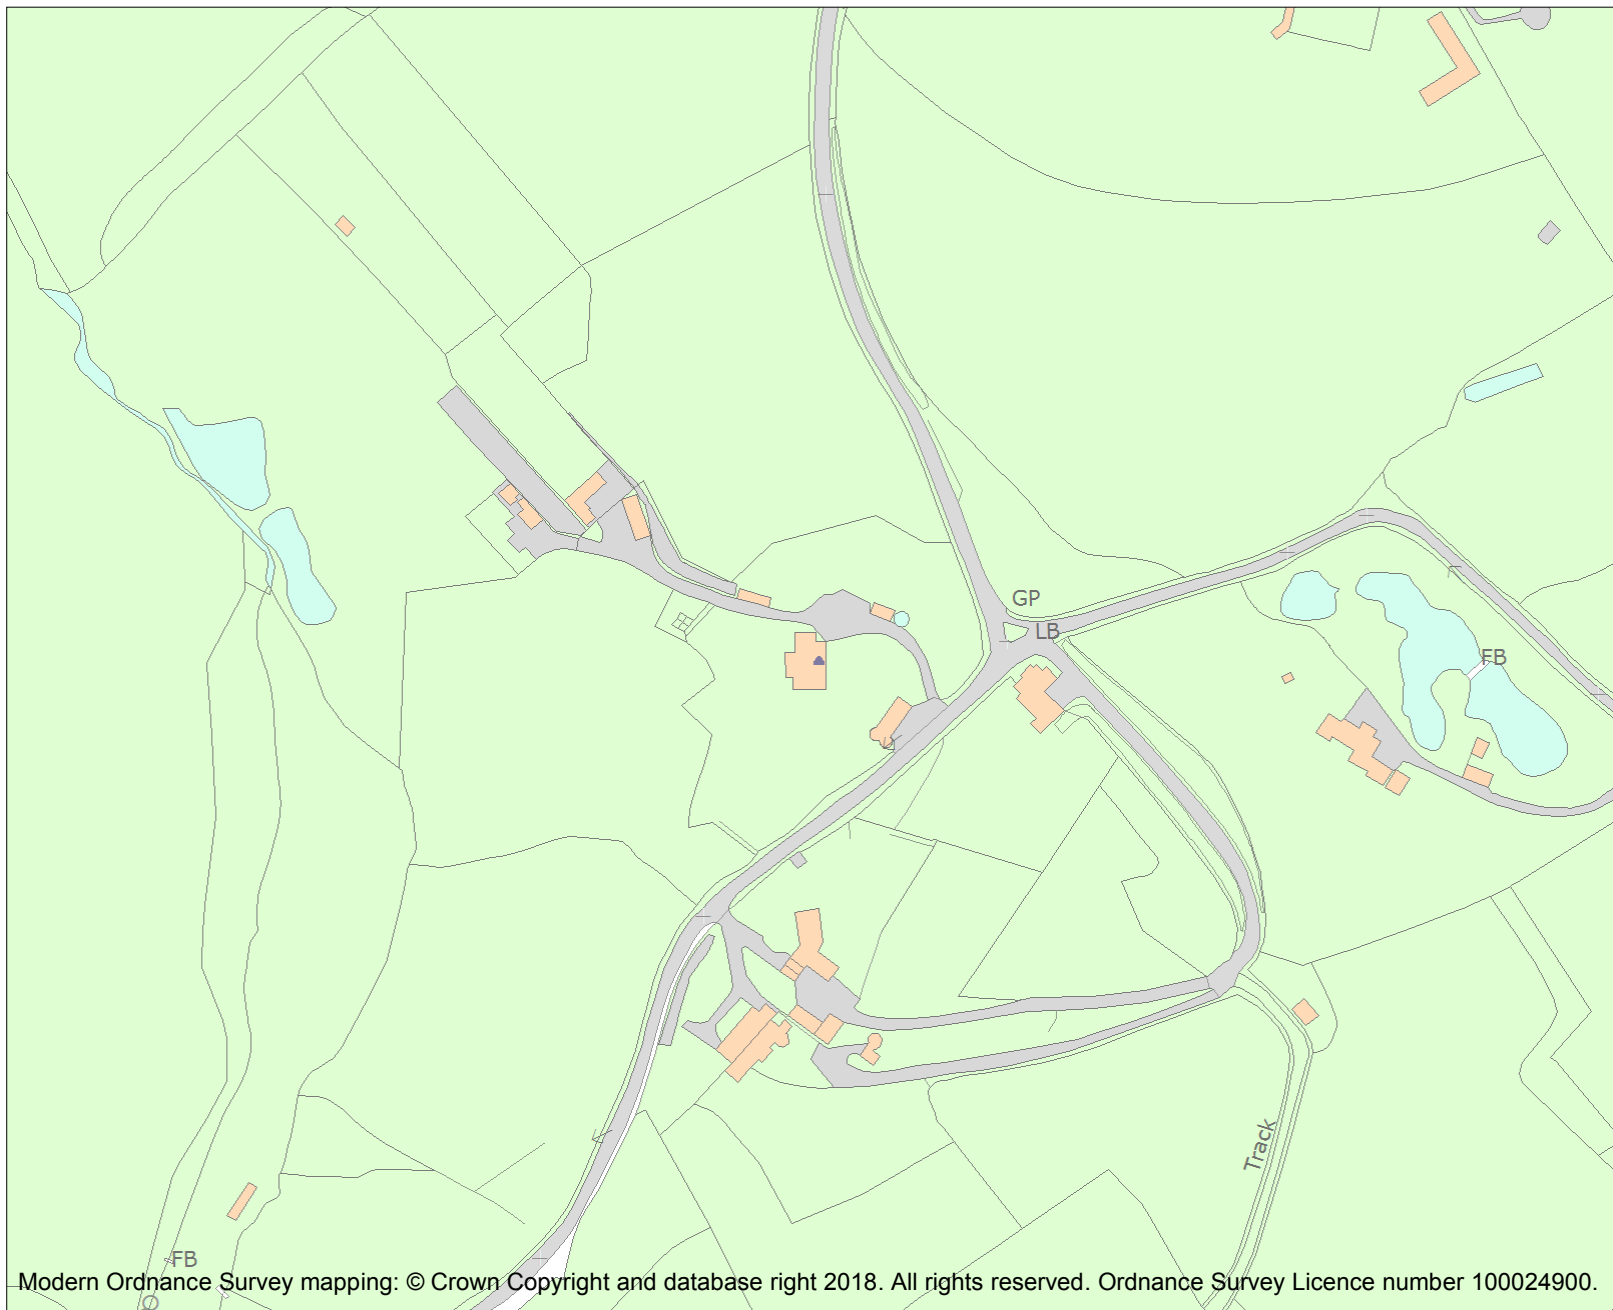 GP
LB
FB
Track
FB
Modern Ordnance Survey mapping: © Crown Copyright and database right 2018. All rights reserved. Ordnance Survey Licence number 100024900.